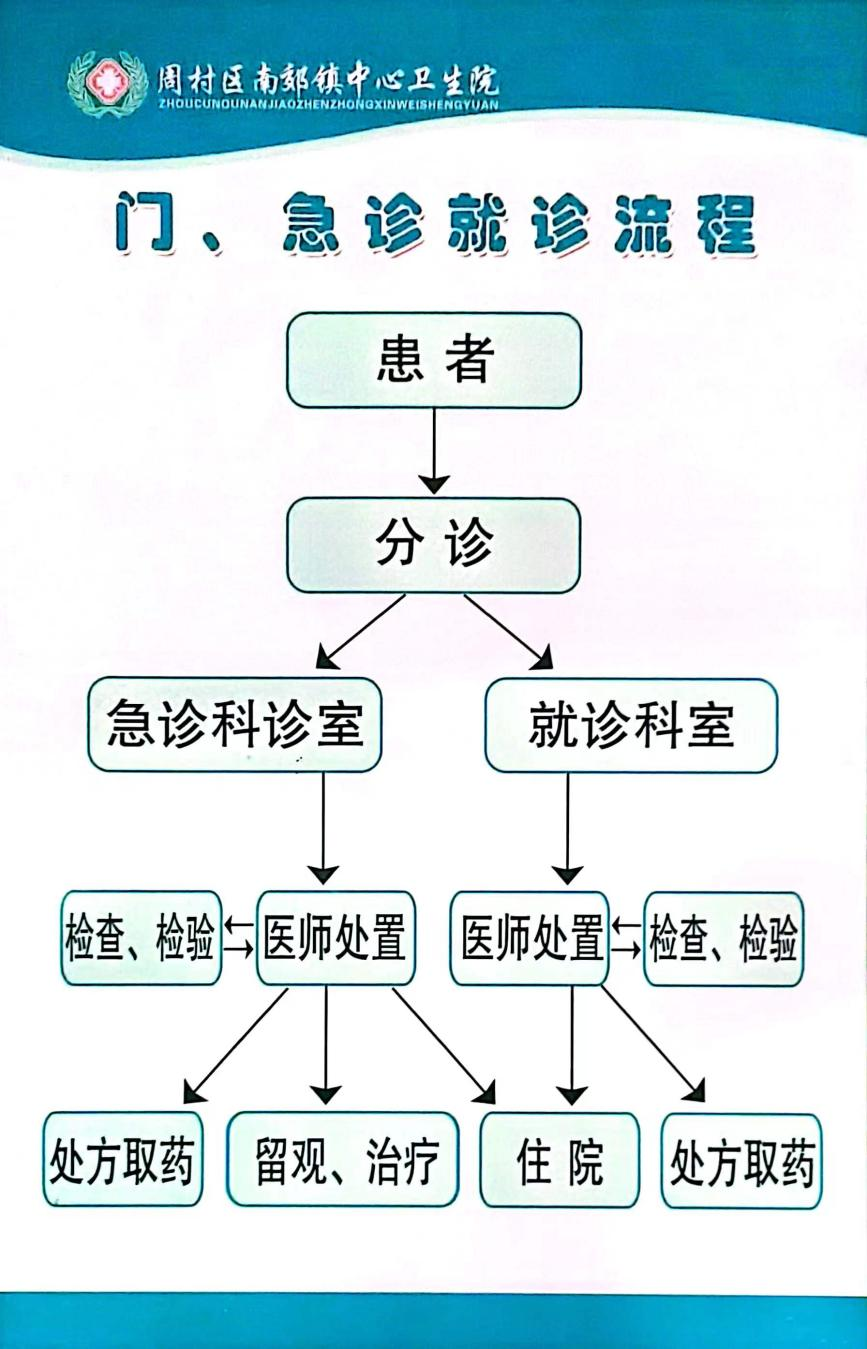 周村区南郊镇中心卫生院
ZHOUCUNQUNANJIAOZHENZHONGXINWEISHENGYUAN
门、急诊就诊流程
患者
分诊
急诊科诊室
就诊科室
检查、检验
医师处置
医师处置
检查、检验
处方取药
留观、治疗
住院
处方取药